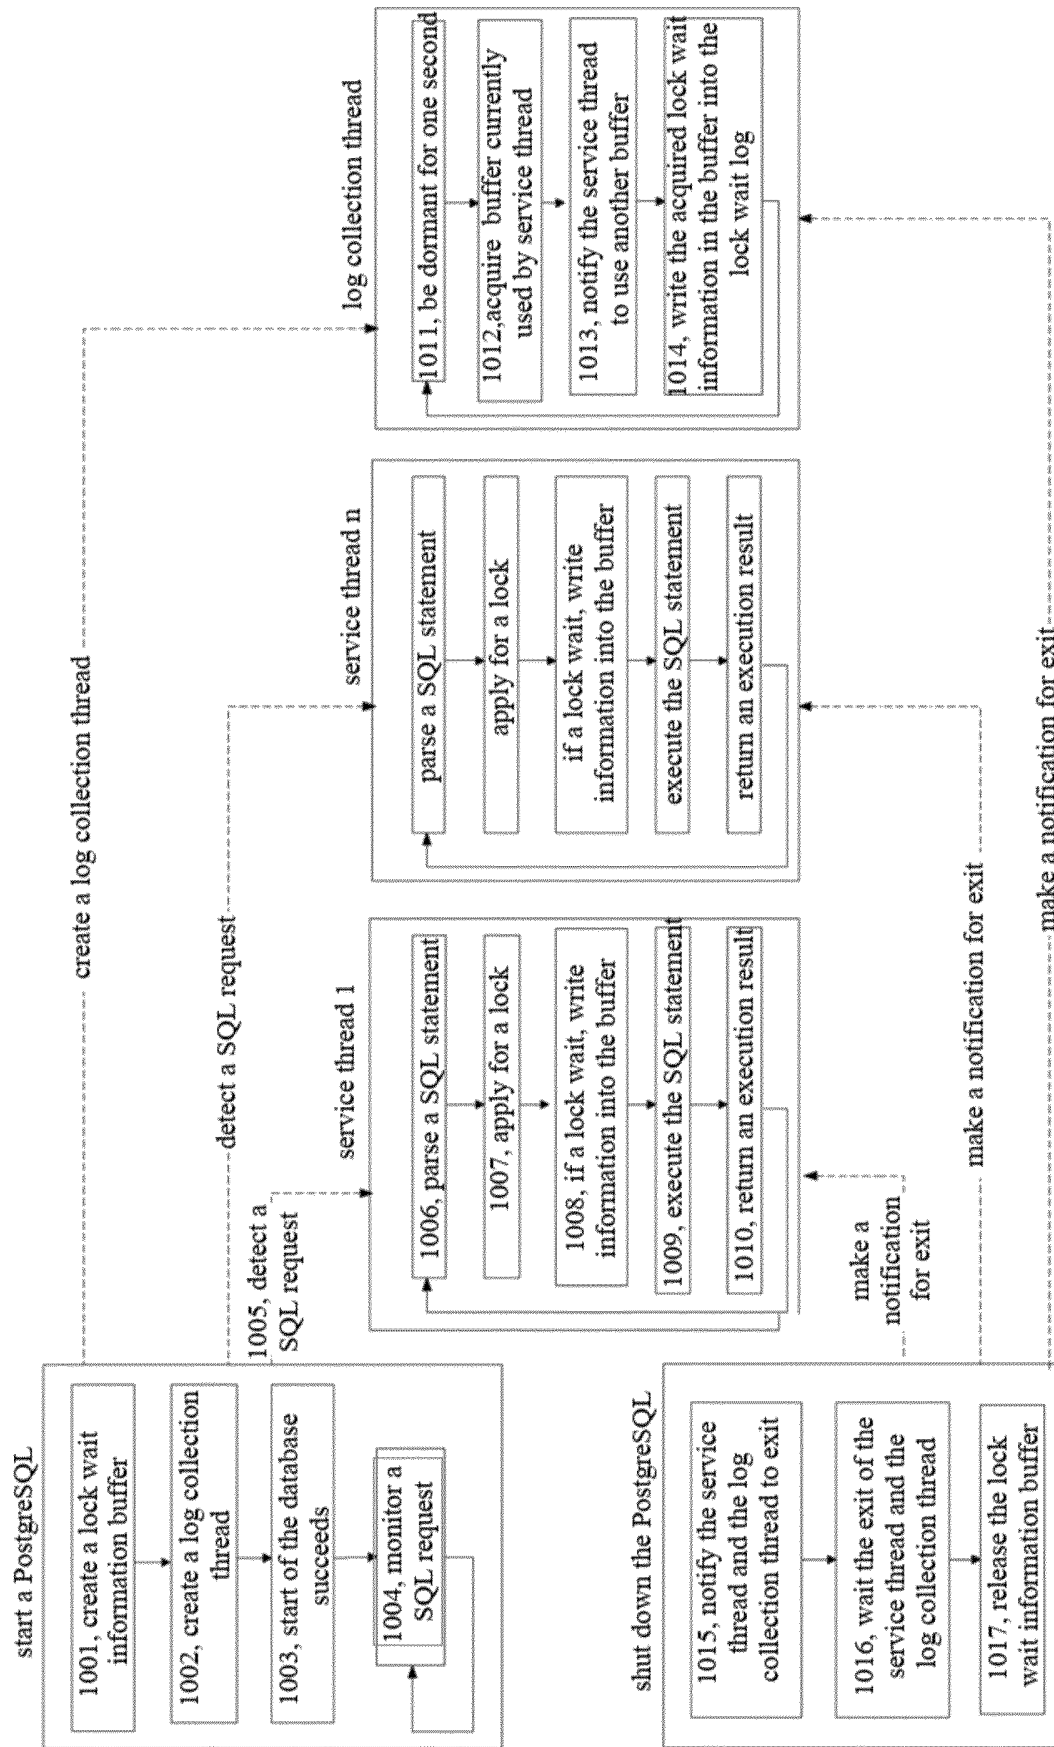 start a PostgreSQL
1001, create a lock wait
information buffer
1002, create a log collection
thread
1003, start of the database
succeeds
1004, monitor a
SQL request
create a log collection thread
detect a SQL request
1005, detect a
SQL request
service thread 1
1006, parse a SQL statement
1007, apply for a lock
1008, if a lock wait, write
information into the buffer
1009, execute the SQL statement
1010, return an execution result
service thread n
parse a SQL statement
apply for a lock
if a lock wait, write
information into the buffer
execute the SQL statement
return an execution result
log collection thread
1011, be dormant for one second
1012,acquire buffer currently
used by service thread
1013, notify the service thread
to use another buffer
1014, write the acquired lock wait
information in the buffer into the
lock wait log
shut down the PostgreSQL
1015, notify the service
thread and the log
collection thread to exit
1016, wait the exit of the
service thread and the
log collection thread
1017, release the lock
wait information buffer
make a
notification
for exit
make a notification for exit
make a notification for exit